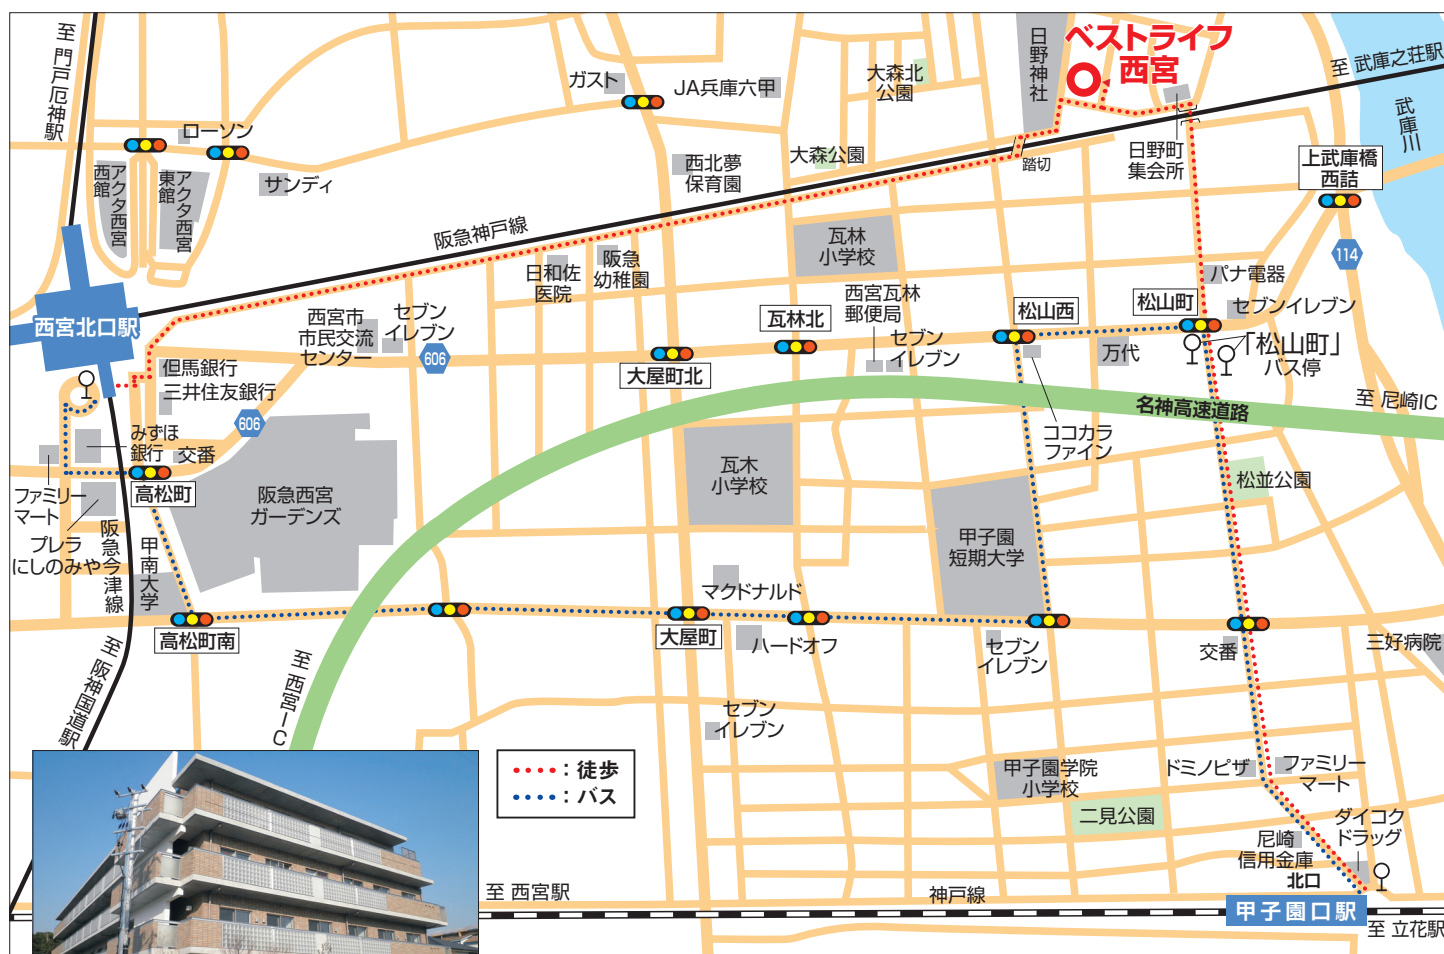 至 門戸厄神駅
ガスト
JA兵庫六甲
大森北
公園
日野神社
ベストライフ
西宮
至 武庫之荘駅
武庫川
ローソン
アクタ西宮
西館
アクタ西宮
東館
サンディ
西北夢
保育園
大森公園
踏切
日野町
集会所
上武庫橋
西詰
阪急神戸線
瓦林
小学校
114
西宮北口駅
日和佐
医院
阪急
幼稚園
パナ電器
西宮市
市民交流
センター
セブン
イレブン
606
大屋町北
瓦林北
西宮瓦林
郵便局
セブン
イレブン
松山西
松山町
セブンイレブン
万代
「松山町」
バス停
但馬銀行
三井住友銀行
606
至 尼崎IC
名神高速道路
みずほ
銀行
交番
高松町
ファミリー
マート
プレラ
にしのみや
阪急今津線
甲南大学
阪急西宮
ガーデンズ
瓦木
小学校
ココカラ
ファイン
松並公園
甲子園
短期大学
高松町南
マクドナルド
大屋町
ハードオフ
セブン
イレブン
交番
三好病院
至 阪神国道駅
至 西宮IC
セブン
イレブン
：徒歩
：バス
甲子園学院
小学校
ドミノピザ
ファミリー
マート
二見公園
ダイコク
ドラッグ
尼崎
信用金庫
北口
至 西宮駅
神戸線
甲子園口駅
至 立花駅